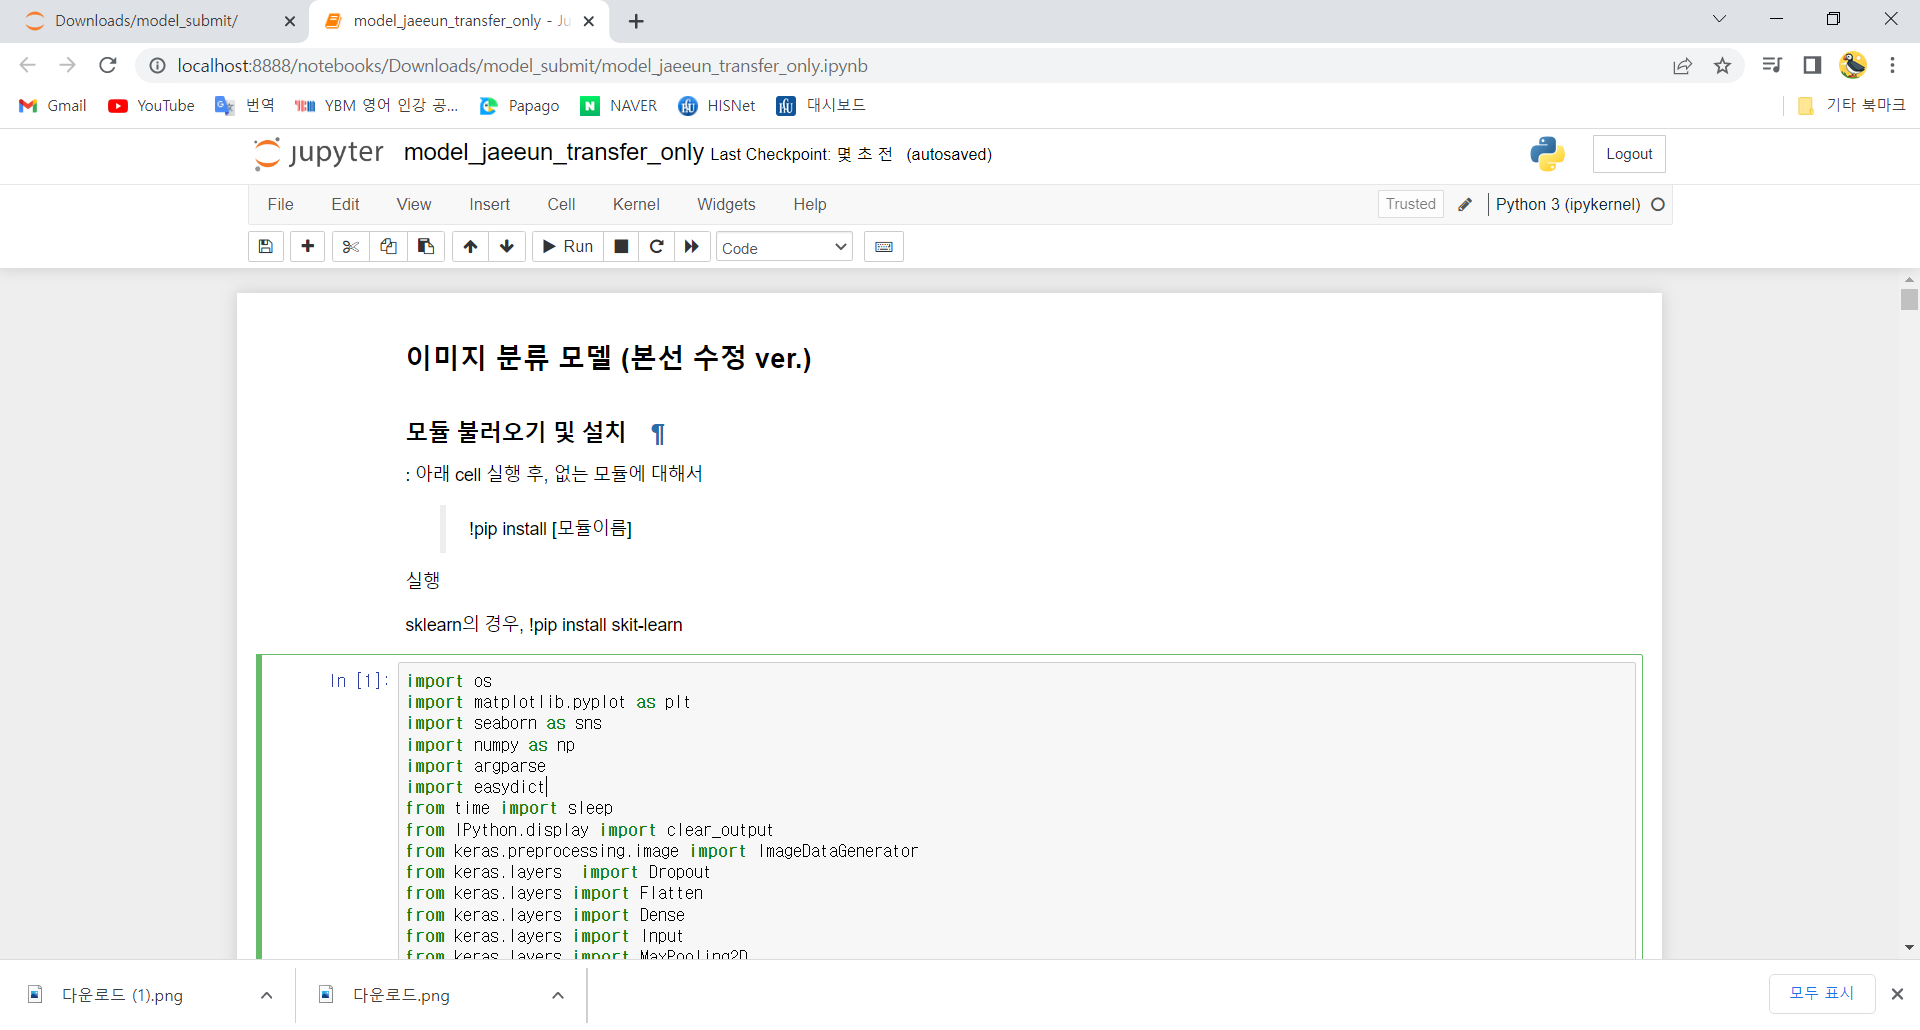 Downloads/model_submit/
model_jaeeun_transfer_only - Ju
localhost:8888/notebooks/Downloads/model_submit/model_jaeeun_transfer_only.ipynb
Gmail YouTube 번역 YBM 영어 인강 공... Papago NAVER HISNet 대시보드 기타 북마크
jupyter model_jaeeun_transfer_only Last Checkpoint: 몇 초 전 (autosaved) Logout
File Edit View Insert Cell Kernel Widgets Help Trusted Python 3 (ipykernel)
Run Code
이미지 분류 모델 (본선 수정 ver.)
모듈 불러오기 및 설치 ¶
: 아래 cell 실행 후, 없는 모듈에 대해서
!pip install [모듈이름]
실행
sklearn의 경우, !pip install skit-learn
In [1]:
import os
import matplotlib.pyplot as plt
import seaborn as sns
import numpy as np
import argparse
import easydict
from time import sleep
from IPython.display import clear_output
from keras.preprocessing.image import ImageDataGenerator
from keras.layers  import Dropout
from keras.layers import Flatten
from keras.layers import Dense
from keras.layers import Input
from keras.layers import MaxPooling2D
다운로드 (1).png 다운로드.png 모두 표시